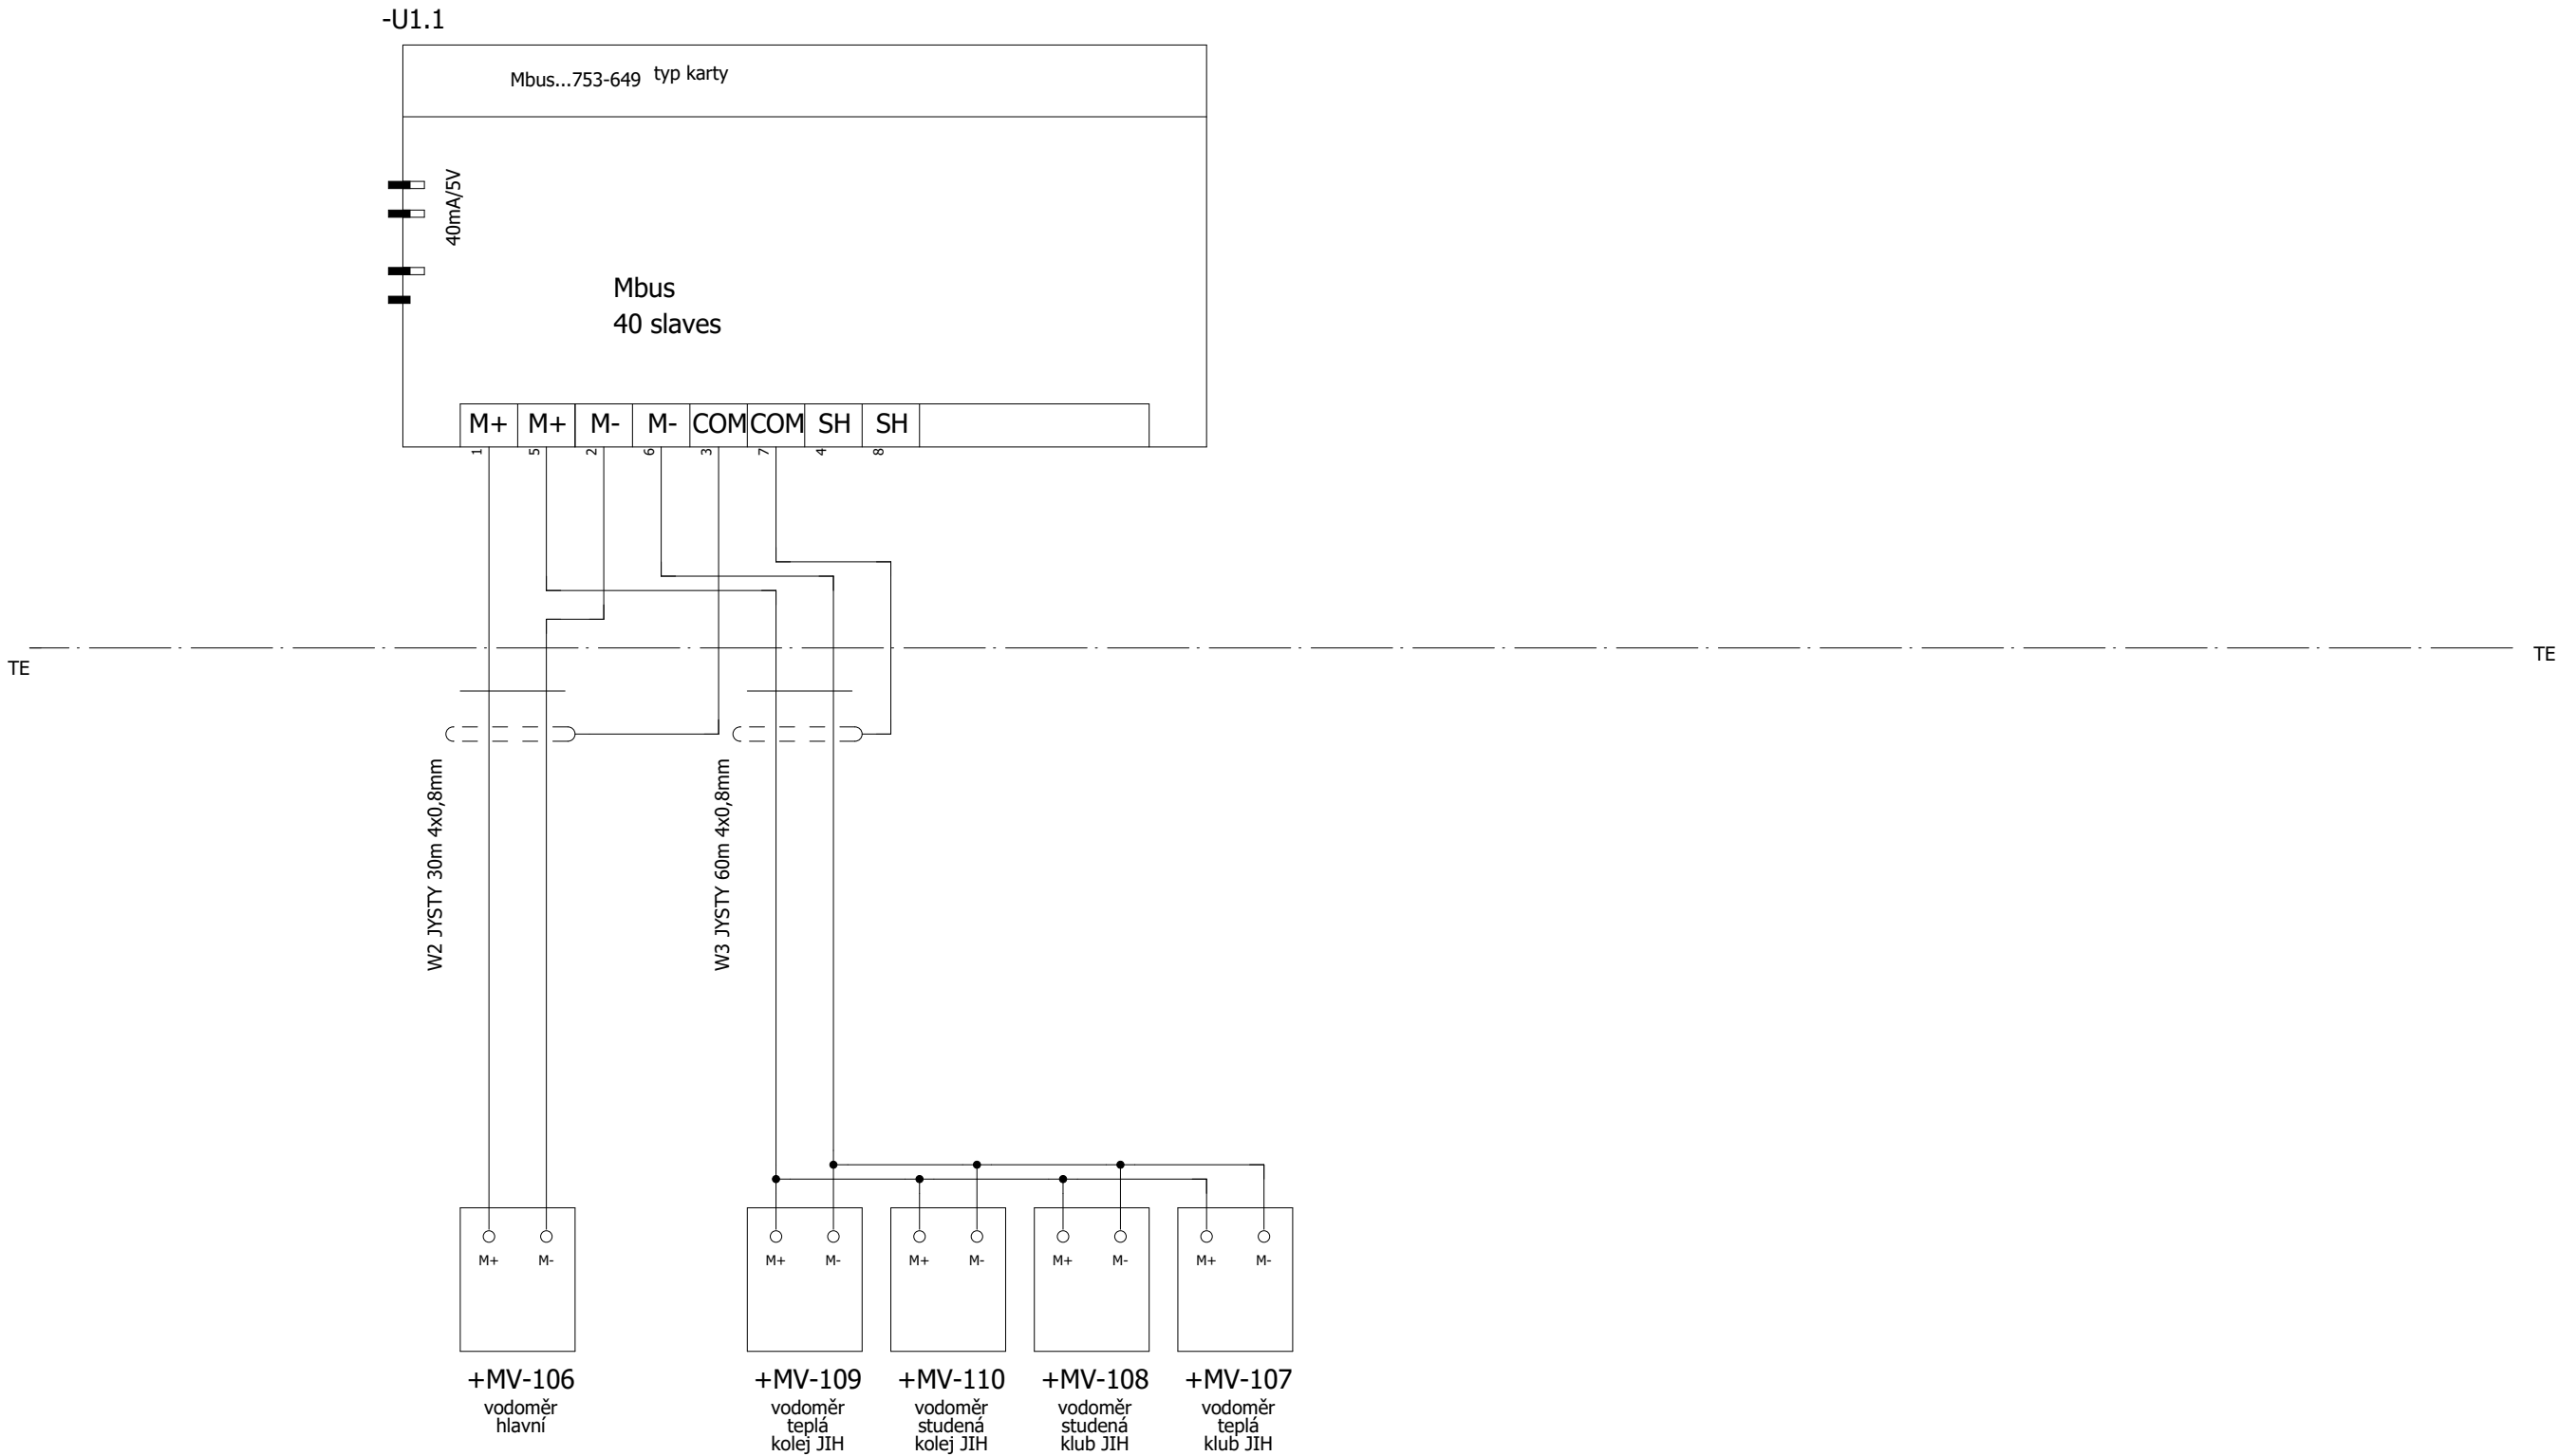 -U1.1
Mbus...753-649 typ karty
40mA/5V
Mbus
40 slaves
M+ M+ M- M- COM COM SH SH
1 5 2 6 3 7 4 8
TE TE
W2 JYSTY 30m 4x0,8mm
W3 JYSTY 60m 4x0,8mm
M+ M- M+ M- M+ M- M+ M- M+ M-
+MV-106
vodoměr
hlavní
+MV-109
vodoměr
teplá
kolej JIH
+MV-110
vodoměr
studená
kolej JIH
+MV-108
vodoměr
studená
klub JIH
+MV-107
vodoměr
teplá
klub JIH